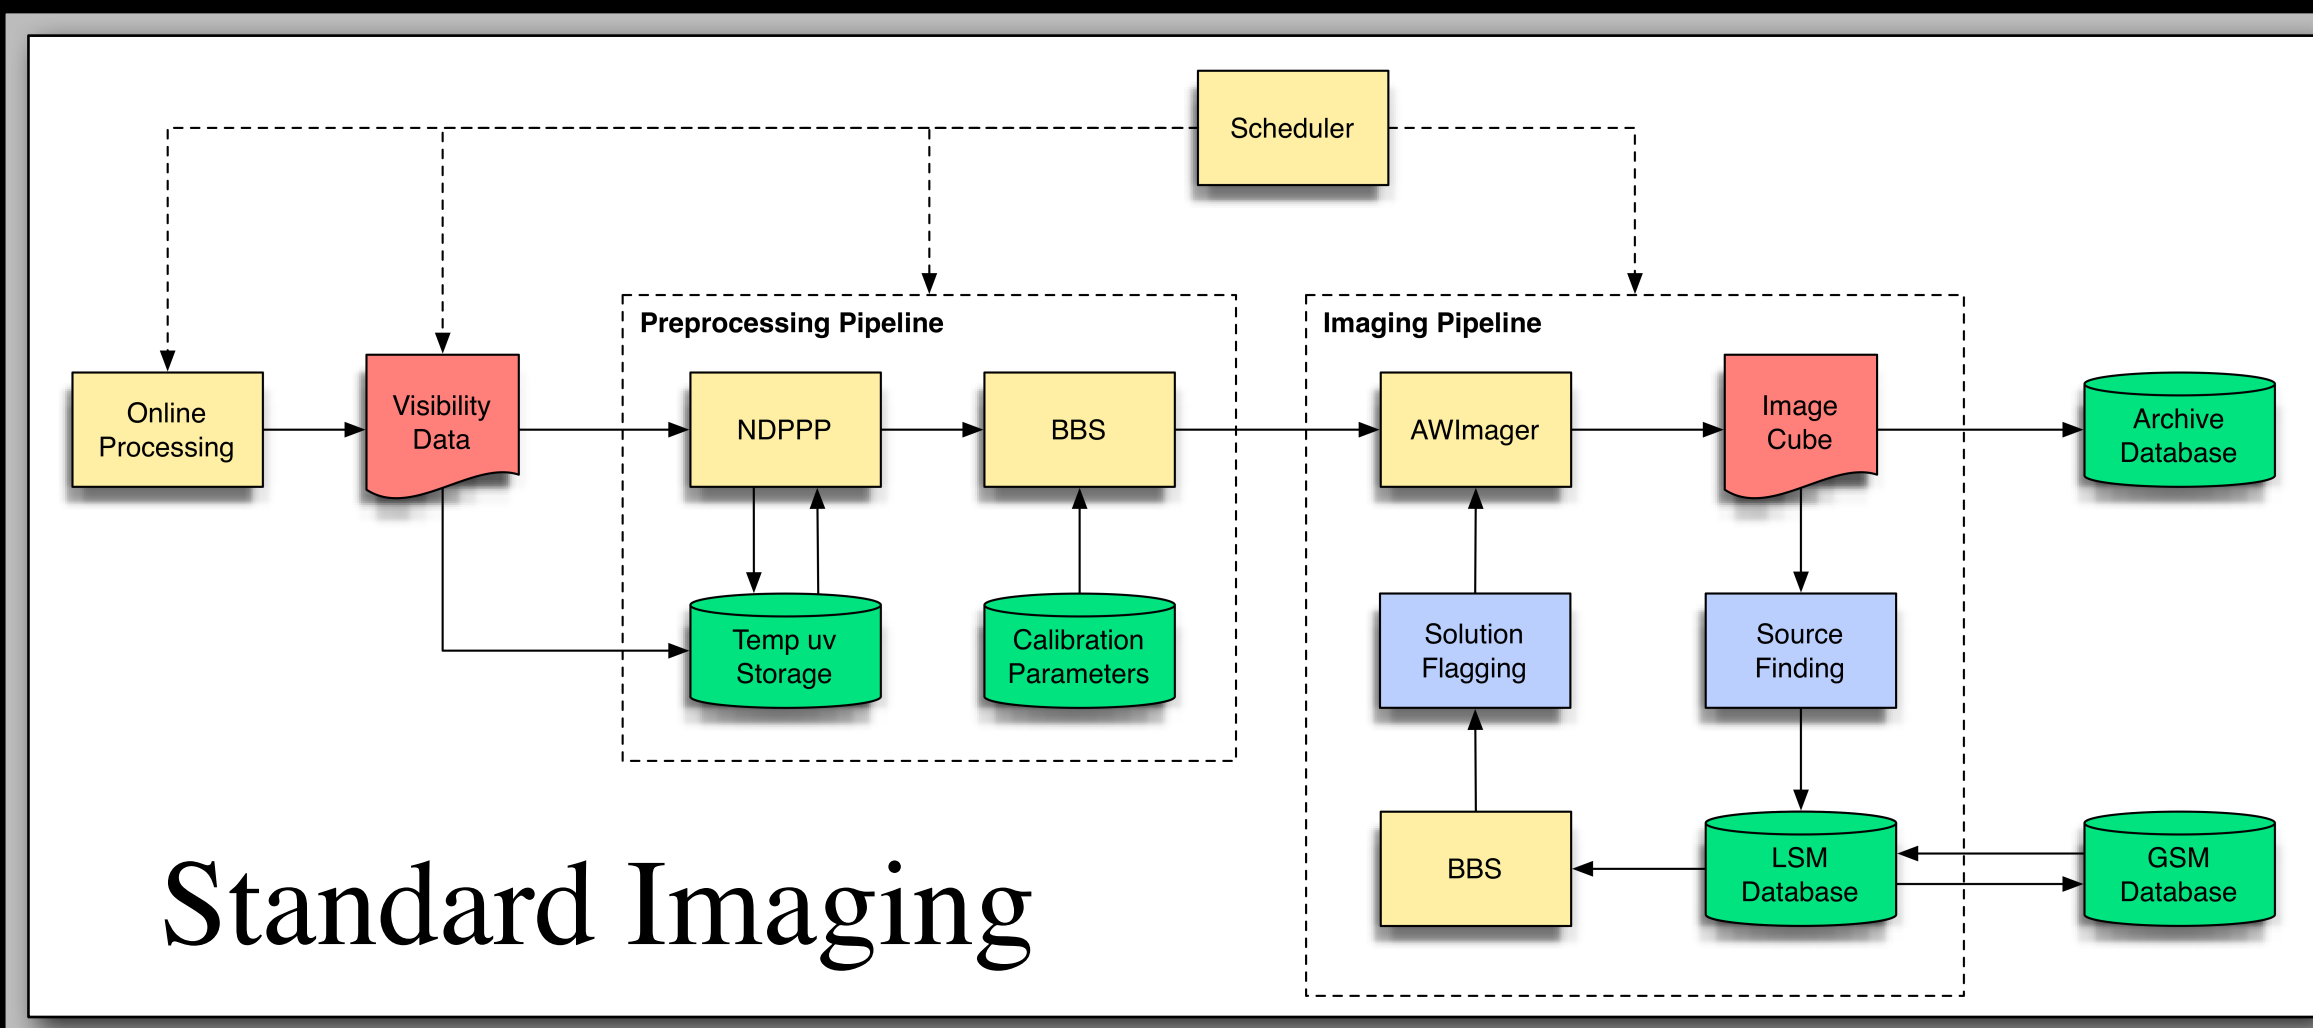 Scheduler
Preprocessing Pipeline
Imaging Pipeline
Online
Processing
Visibility
Data
NDPPP
BBS
AWImager
Image
Cube
Archive
Database
Temp uv
Storage
Calibration
Parameters
Solution
Flagging
Source
Finding
BBS
LSM
Database
GSM
Database
Standard Imaging